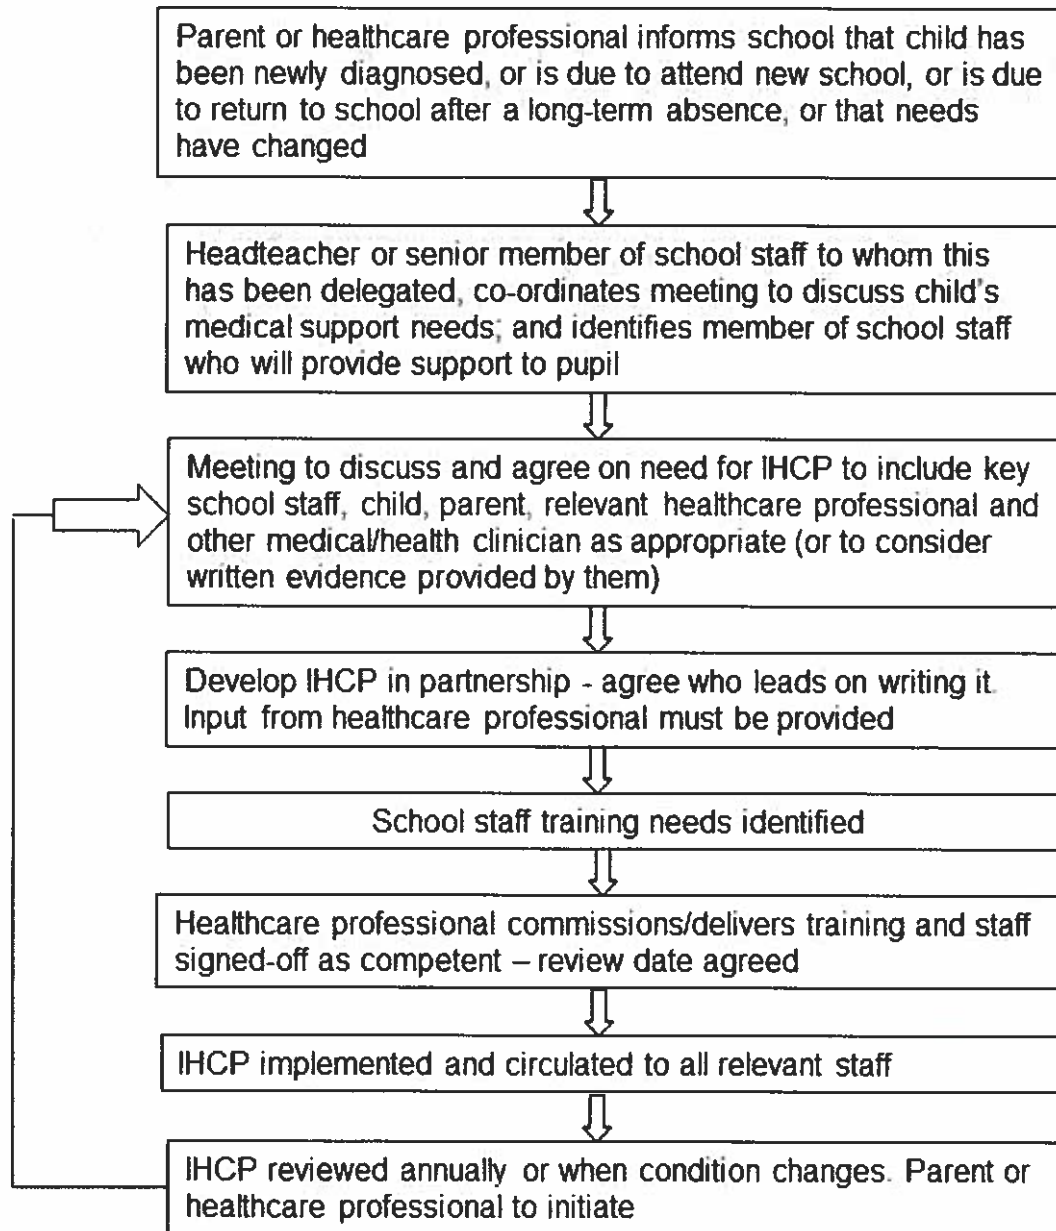 Parent or healthcare professional informs school that child has
been newly diagnosed, or is due to attend new school, or is due
to return to school after a long-term absence, or that needs
have changed
Headteacher or senior member of school staff to whom this
has been delegated, co-ordinates meeting to discuss child's
medical support needs; and identifies member of school staff
who will provide support to pupil
Meeting to discuss and agree on need for IHCP to include key
school staff, child, parent, relevant healthcare professional and
other medical/health clinician as appropriate (or to consider
written evidence provided by them)
Develop IHCP in partnership - agree who leads on writing it.
Input from healthcare professional must be provided
School staff training needs identified
Healthcare professional commissions/delivers training and staff
signed-off as competent – review date agreed
IHCP implemented and circulated to all relevant staff
IHCP reviewed annually or when condition changes. Parent or
healthcare professional to initiate